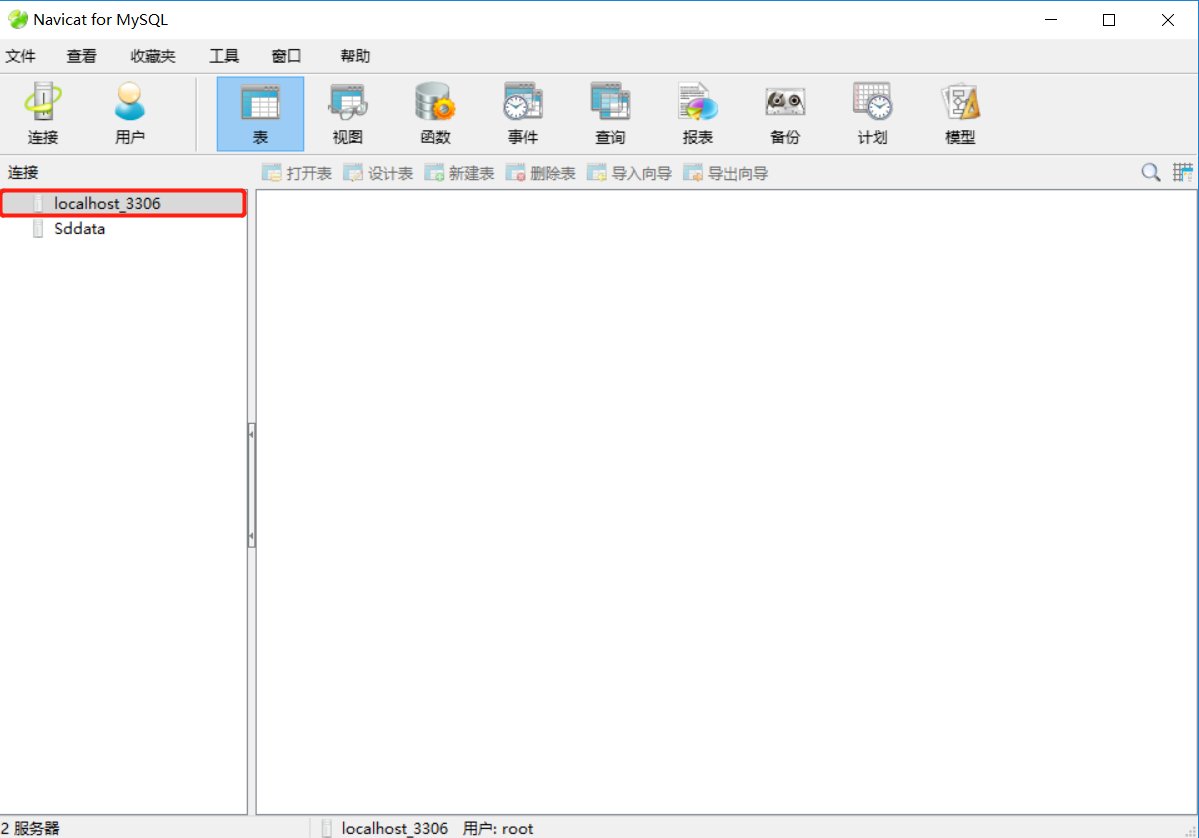 Navicat for MySQL
文件 查看 收藏夹 工具 窗口 帮助
连接 用户 表 视图 函数 事件 查询 报表 备份 计划 模型
连接 打开表 设计表 新建表 删除表 导入向导 导出向导
localhost_3306
Sddata
2 服务器 localhost_3306 用户: root